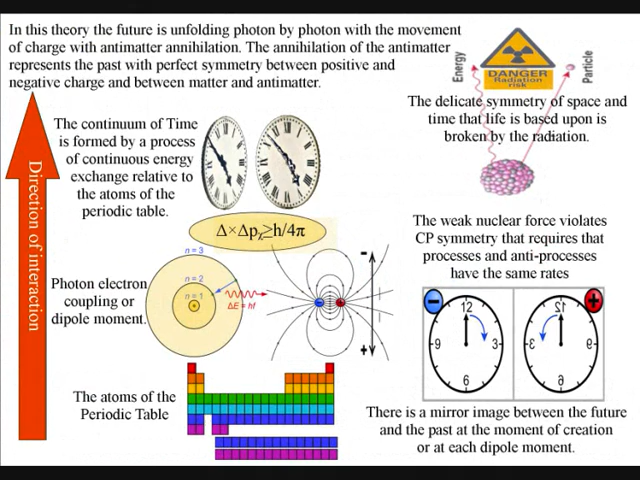 In this theory the future is unfolding photon by photon with the movement
of charge with antimatter annihilation. The annihilation of the antimatter
represents the past with perfect symmetry between positive and
negative charge and between matter and antimatter.
Energy
DANGER
Radiation
risk
Particle
The delicate symmetry of space and
time that life is based upon is
broken by the radiation.
Direction of interaction
The continuum of Time
is formed by a process
of continuous energy
exchange relative to
the atoms of the
periodic table.
Δ×Δpᵪ≥h/4π
The weak nuclear force violates
CP symmetry that requires that
processes and anti-processes
have the same rates
Photon electron
coupling or
dipole moment.
n = 3
n = 2
n = 1
ΔE = hf
-
+
- 12 3 6 9
+ 12 3 6 9
The atoms of the
Periodic Table
There is a mirror image between the future
and the past at the moment of creation
or at each dipole moment.